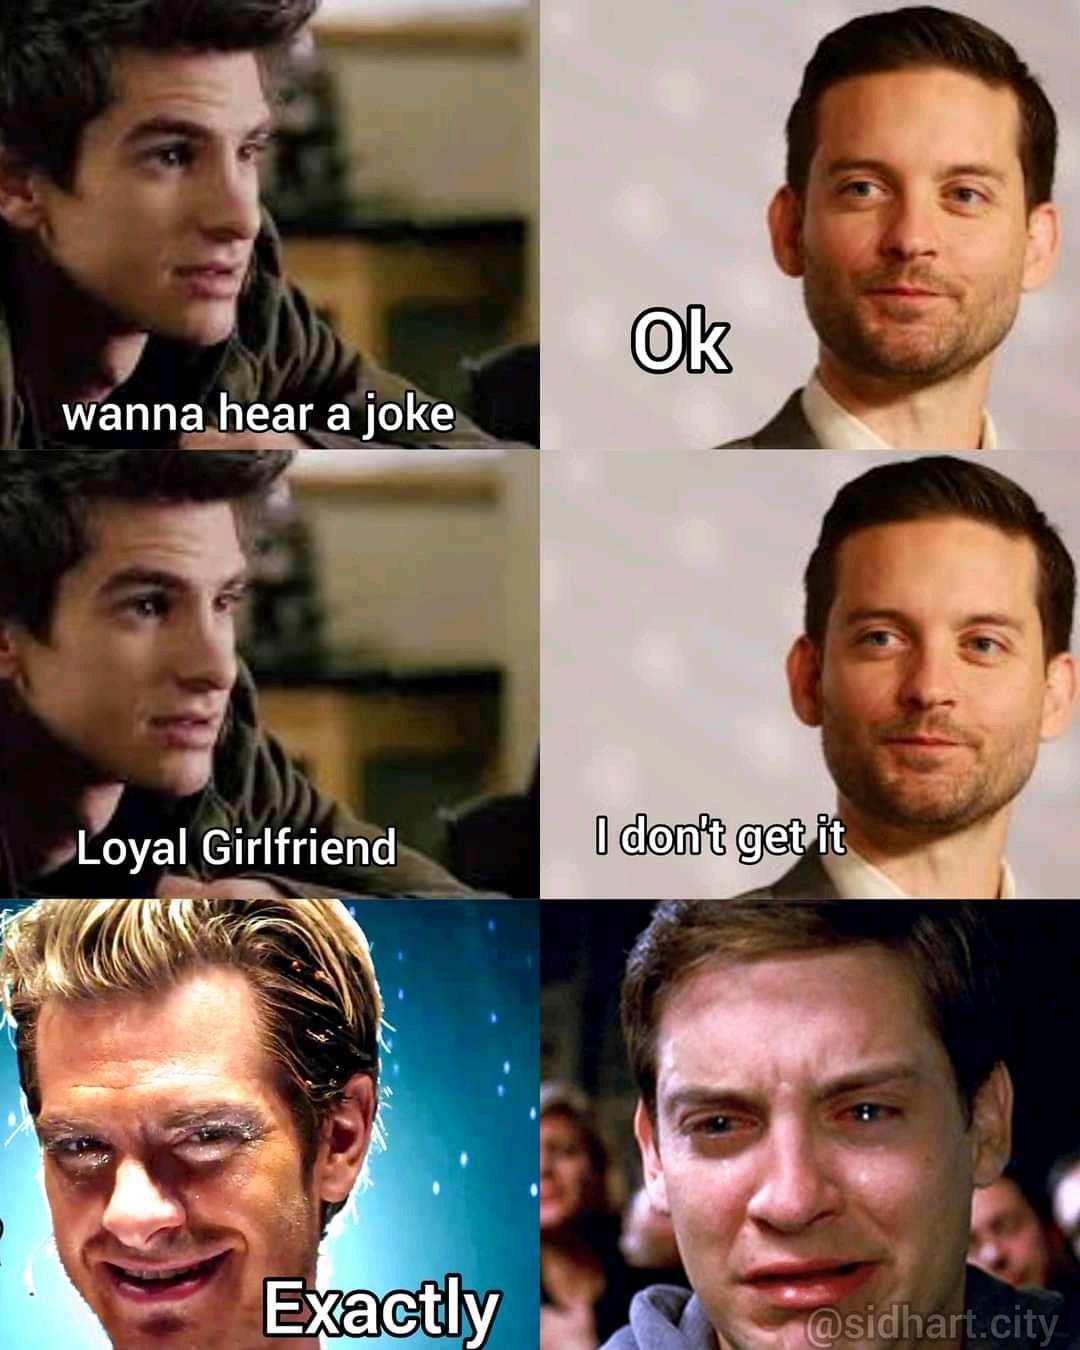 wanna hear a joke
Ok
Loyal Girlfriend
I don't get it
Exactly
@sidhart.city